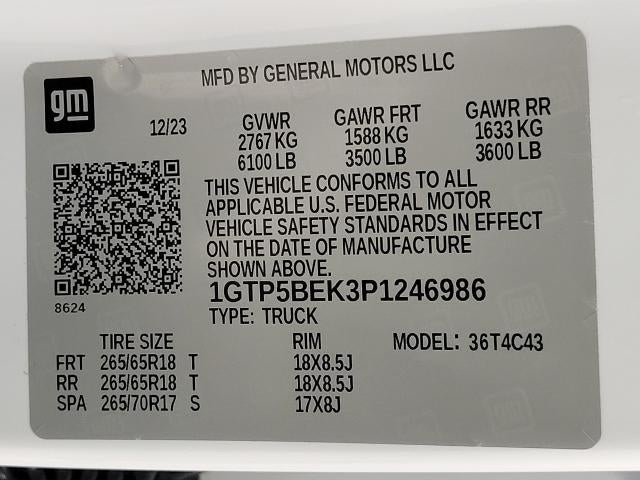 MFD BY GENERAL MOTORS LLC
gm
12/23
GVWR GAWR FRT GAWR RR
2767 KG 1588 KG 1633 KG
6100 LB 3500 LB 3600 LB
THIS VEHICLE CONFORMS TO ALL
APPLICABLE U.S. FEDERAL MOTOR
VEHICLE SAFETY STANDARDS IN EFFECT
ON THE DATE OF MANUFACTURE
SHOWN ABOVE.
8624
1GTP5BEK3P1246986
TYPE: TRUCK
TIRE SIZE RIM MODEL: 36T4C43
FRT 265/65R18 T 18X8.5J
RR 265/65R18 T 18X8.5J
SPA 265/70R17 S 17X8J